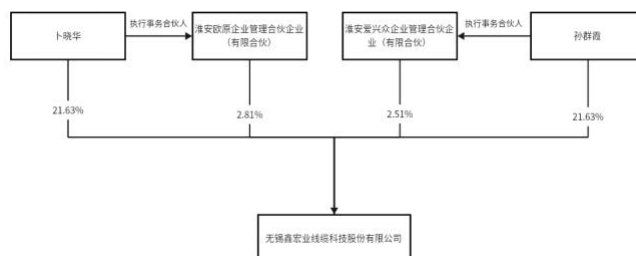 卜晓华
执行事务合伙人
淮安欧原企业管理合伙企业
（有限合伙）
淮安爱兴众企业管理合伙企
业（有限合伙）
执行事务合伙人
孙群霞
21.63%
2.81%
2.51%
21.63%
无锡鑫宏业线缆科技股份有限公司